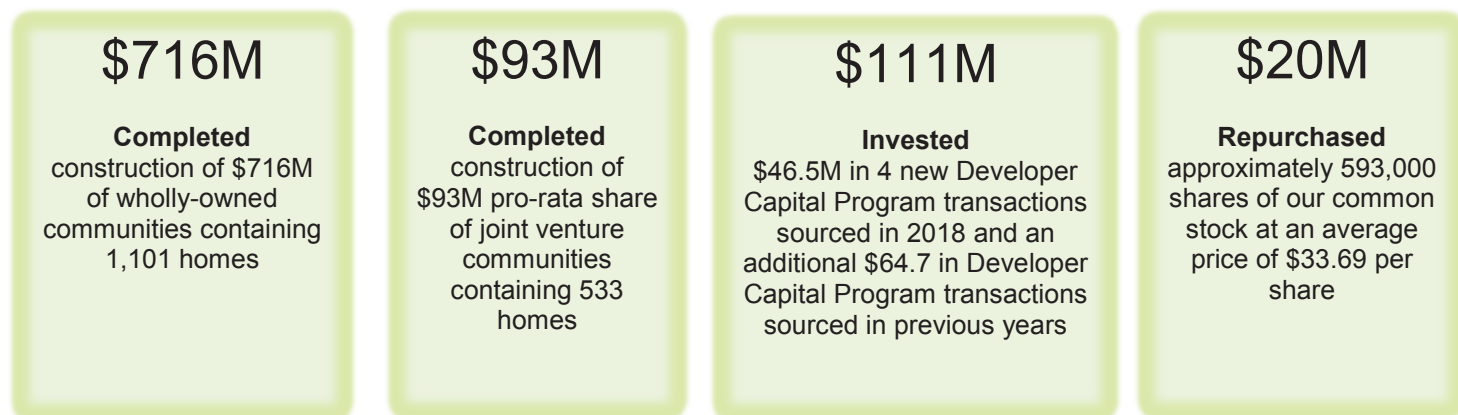 $716M
Completed
construction of $716M
of wholly-owned
communities containing
1,101 homes
$93M
Completed
construction of
$93M pro-rata share
of joint venture
communities
containing 533
homes
$111M
Invested
$46.5M in 4 new Developer
Capital Program transactions
sourced in 2018 and an
additional $64.7 in Developer
Capital Program transactions
sourced in previous years
$20M
Repurchased
approximately 593,000
shares of our common
stock at an average
price of $33.69 per
share